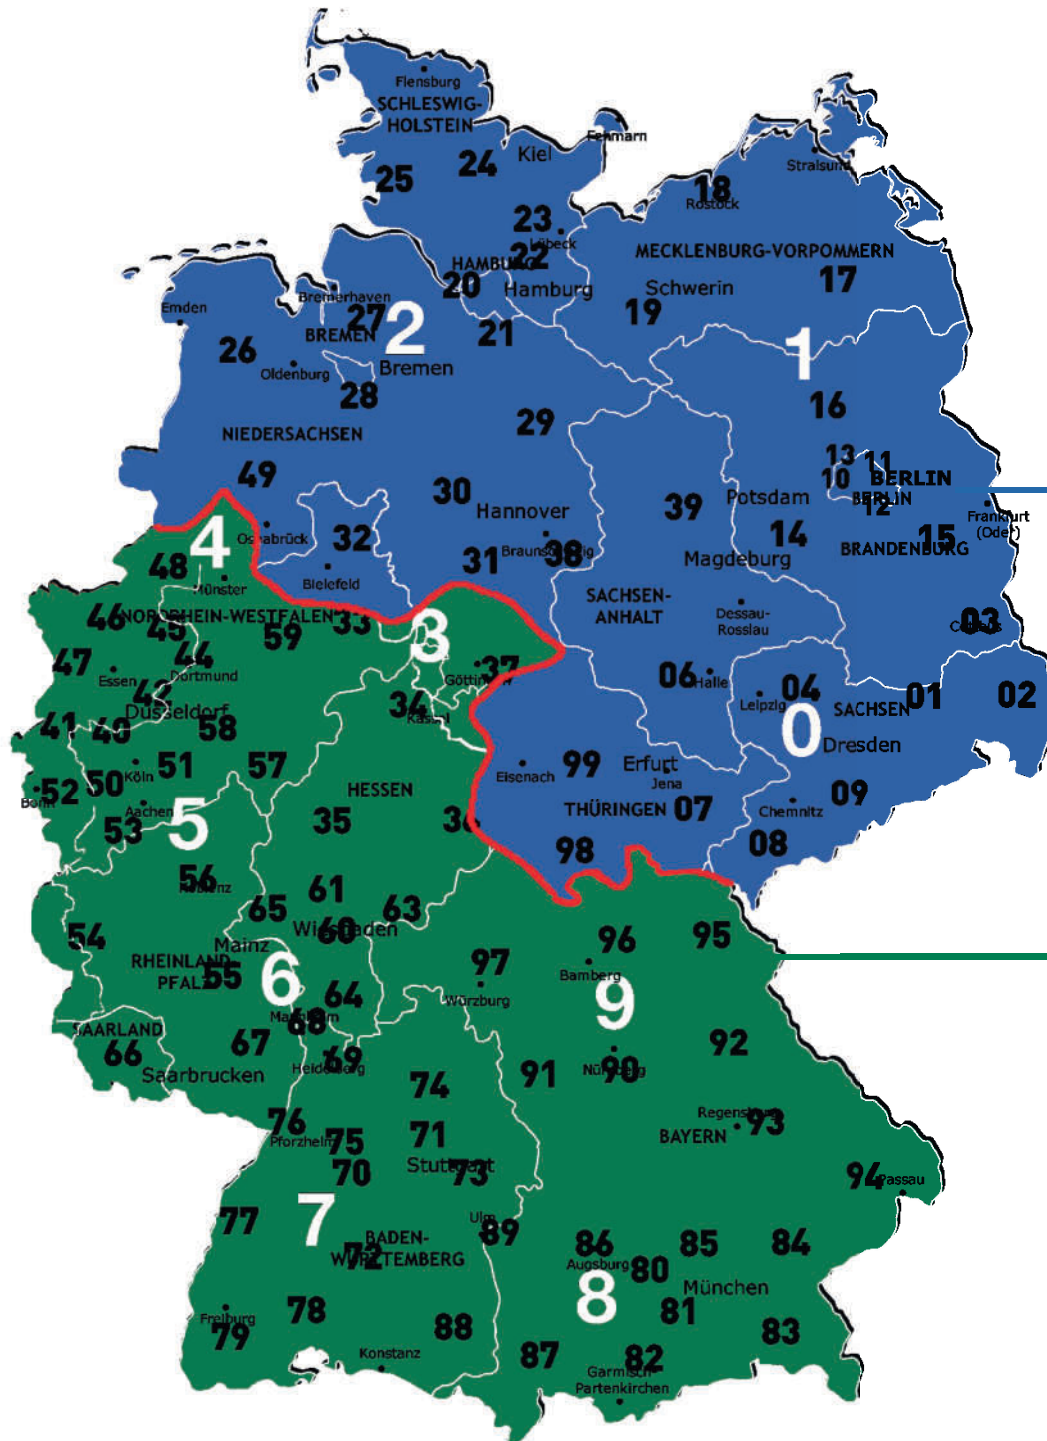 Flensburg
SCHLESWIG-
HOLSTEIN
Fehmarn
Kiel
24
25
Stralsund
18
Rostock
23
Lübeck
22
HAMBURG
20
Hamburg
MECKLENBURG-VORPOMMERN
17
Schwerin
19
Bremerhaven
Emden
27
BREMEN
2
21
1
26
Oldenburg
Bremen
28
16
29
NIEDERSACHSEN
13
11
49
10
BERLIN
BERLIN
12
30
39
Potsdam
Hannover
Frankfurt
(Oder)
4
Osnabrück
32
14
15
BRANDENBURG
31
Braunschweig
38
Magdeburg
48
Münster
Bielefeld
SACHSEN-
ANHALT
Dessau-
Rosslau
46
NORDRHEIN-WESTFALEN
45
59
33
3
03
Cottbus
47
44
Essen
Dortmund
37
Göttingen
06
Halle
42
Düsseldorf
34
Kassel
04
Leipzig
SACHSEN
01
02
41
40
58
0
Dresden
50
Köln
51
57
Eisenach
99
Erfurt
Jena
52
Bonn
Aachen
HESSEN
THÜRINGEN
07
Chemnitz
09
53
5
35
36
98
08
56
Koblenz
61
65
63
54
Wiesbaden
60
Mainz
96
95
RHEINLAND
PFALZ
55
6
97
Bamberg
64
Würzburg
9
Mannheim
68
SAARLAND
66
67
69
Heidelberg
92
Saarbrucken
91
Nürnberg
90
74
76
Pforzheim
75
71
Regensburg
93
BAYERN
Stuttgart
70
73
94
Passau
77
7
Ulm
89
BADEN-
WÜRTTEMBERG
72
86
Augsburg
85
84
80
München
8
Freiburg
79
78
88
81
83
Konstanz
87
82
Garmisch-
Partenkirchen